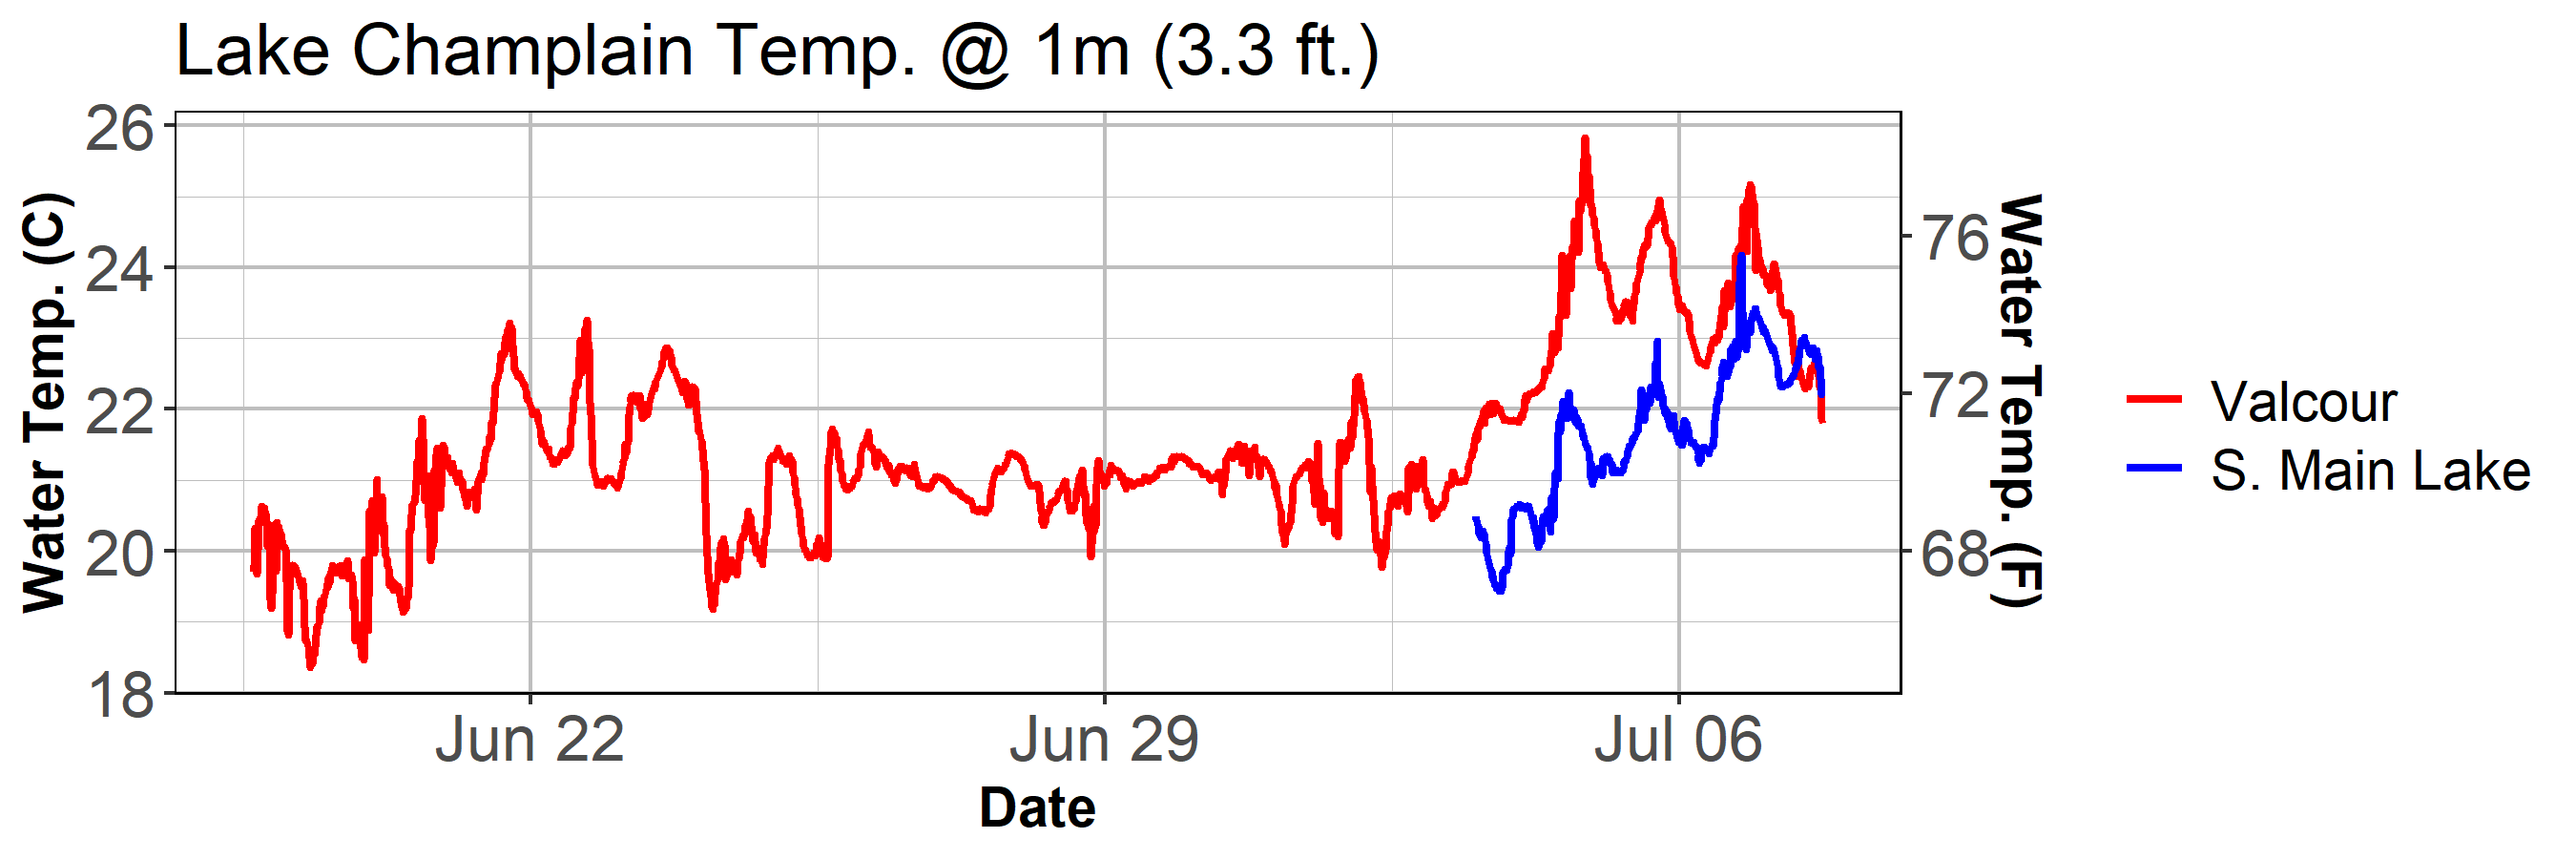 Lake Champlain Temp. @ 1m (3.3 ft.)
Water Temp. (C)
26
24
22
20
18
Jun 22
Jun 29
Jul 06
Date
76
72
68
Water Temp. (F)
Valcour
S. Main Lake